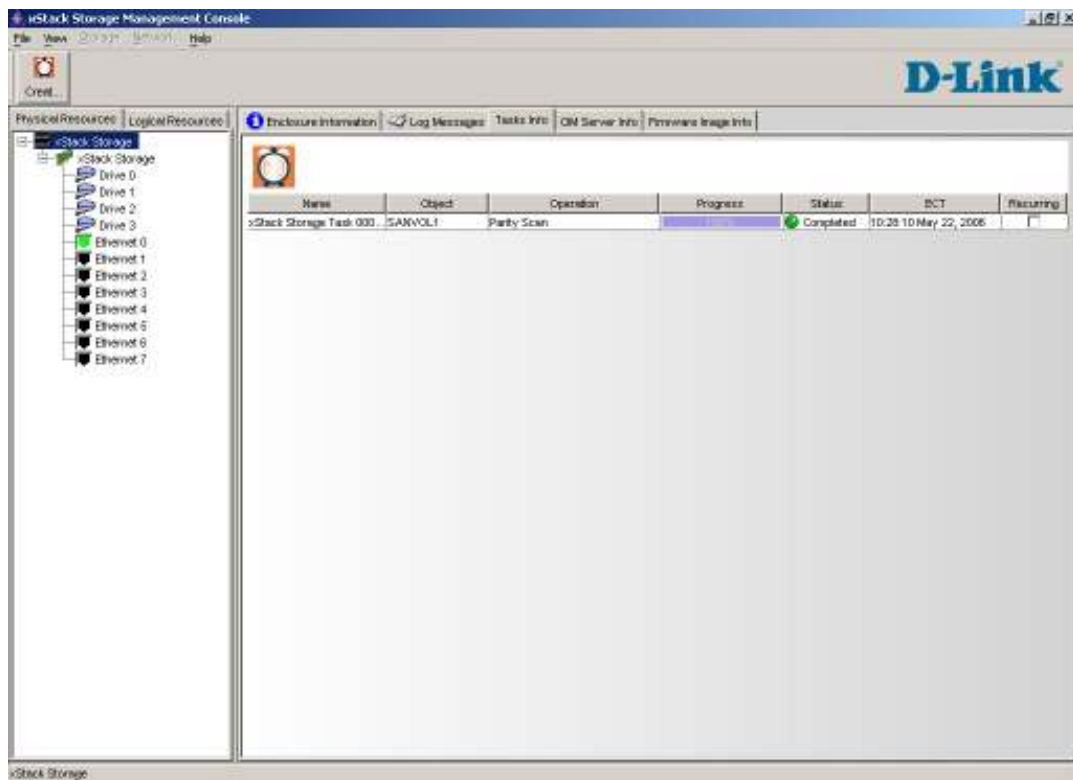 xStack Storage Management Console
File View Storage Network Help
Creat...
D-Link
Physical Resources Logical Resources
Enclosure Information Log Messages Tasks Info OM Server Info Firmware Image Info
xStack Storage
xStack Storage
Drive 0
Drive 1
Drive 2
Drive 3
Ethernet 0
Ethernet 1
Ethernet 2
Ethernet 3
Ethernet 4
Ethernet 5
Ethernet 6
Ethernet 7
Name Object Operation Progress Status ECT Recurring
xStack Storage Task 000... SANVOL1 Parity Scan 100% Completed 10:28:10 May 22, 2006
xStack Storage